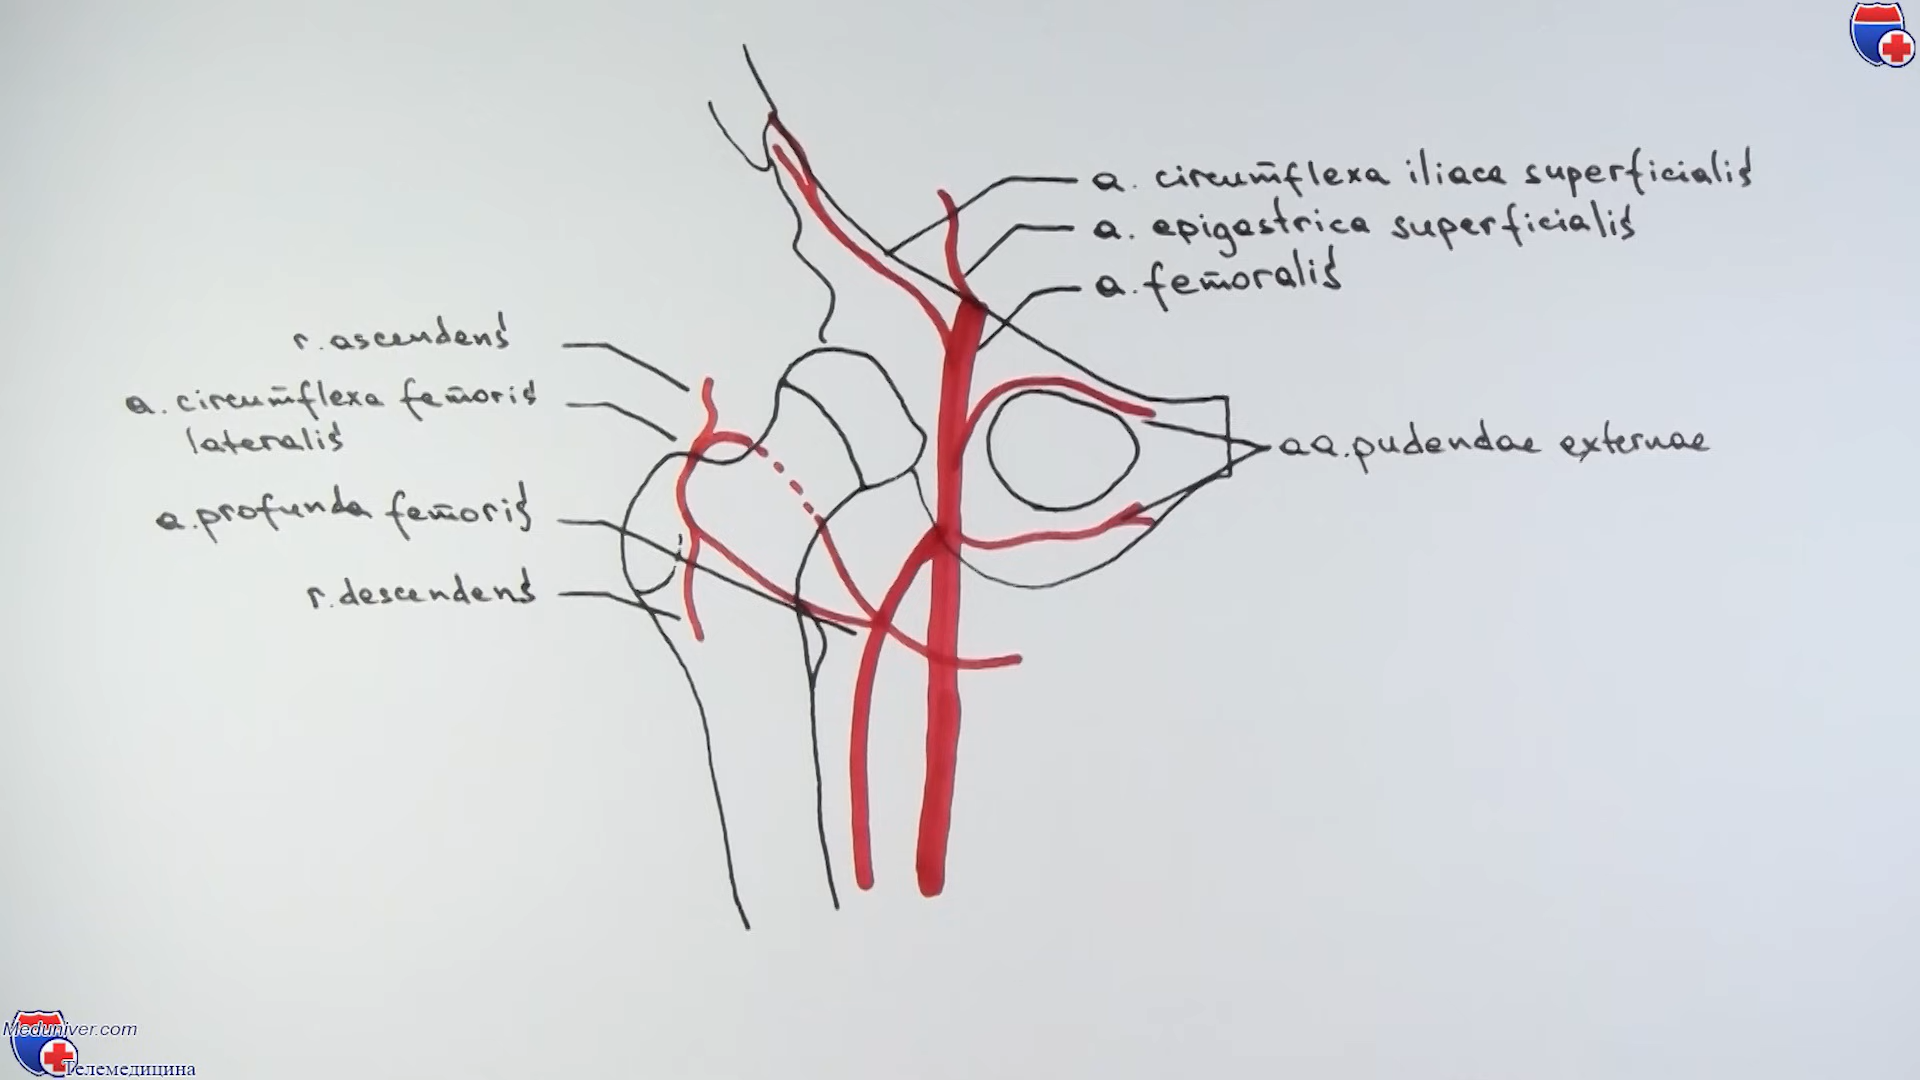 a. circumflexa iliaca superficialis
a. epigastrica superficialis
a. femoralis
r. ascendens
a. circumflexa femoris
lateralis
aa. pudendae externae
a. profunda femoris
r. descendens
Meduniver.com
Телемедицина